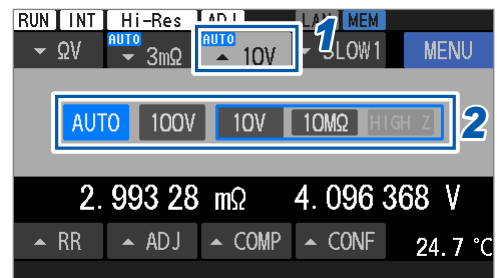 RUN INT Hi-Res ADJ LAN MEM
ΩV AUTO 3mΩ AUTO 10V 1 SLOW1 MENU
AUTO 100V 10V 10MΩ HIGH Z 2
2.993 28 mΩ 4.096 368 V
RR ADJ COMP CONF 24.7 °C